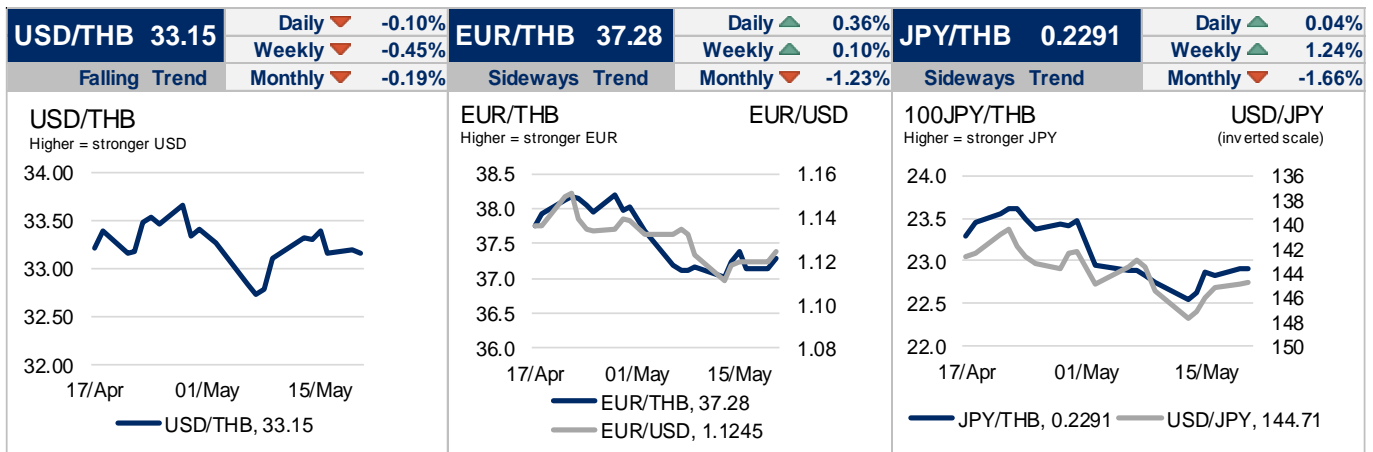 USD/THB 33.15
Daily -0.10%
Weekly -0.45%
Falling Trend
Monthly -0.19%
USD/THB
Higher = stronger USD
34.00
33.50
33.00
32.50
32.00
17/Apr 01/May 15/May
USD/THB, 33.15
EUR/THB 37.28
Daily 0.36%
Weekly 0.10%
Sideways Trend
Monthly -1.23%
EUR/THB EUR/USD
Higher = stronger EUR
38.5 1.16
38.0
37.5 1.14
37.0 1.12
36.5 1.10
36.0 1.08
17/Apr 01/May 15/May
EUR/THB, 37.28
EUR/USD, 1.1245
JPY/THB 0.2291
Daily 0.04%
Weekly 1.24%
Sideways Trend
Monthly -1.66%
100JPY/THB USD/JPY
Higher = stronger JPY (inverted scale)
24.0 136
138
23.5 140
142
23.0 144
22.5 146
148
22.0 150
17/Apr 01/May 15/May
JPY/THB, 0.2291 USD/JPY, 144.71